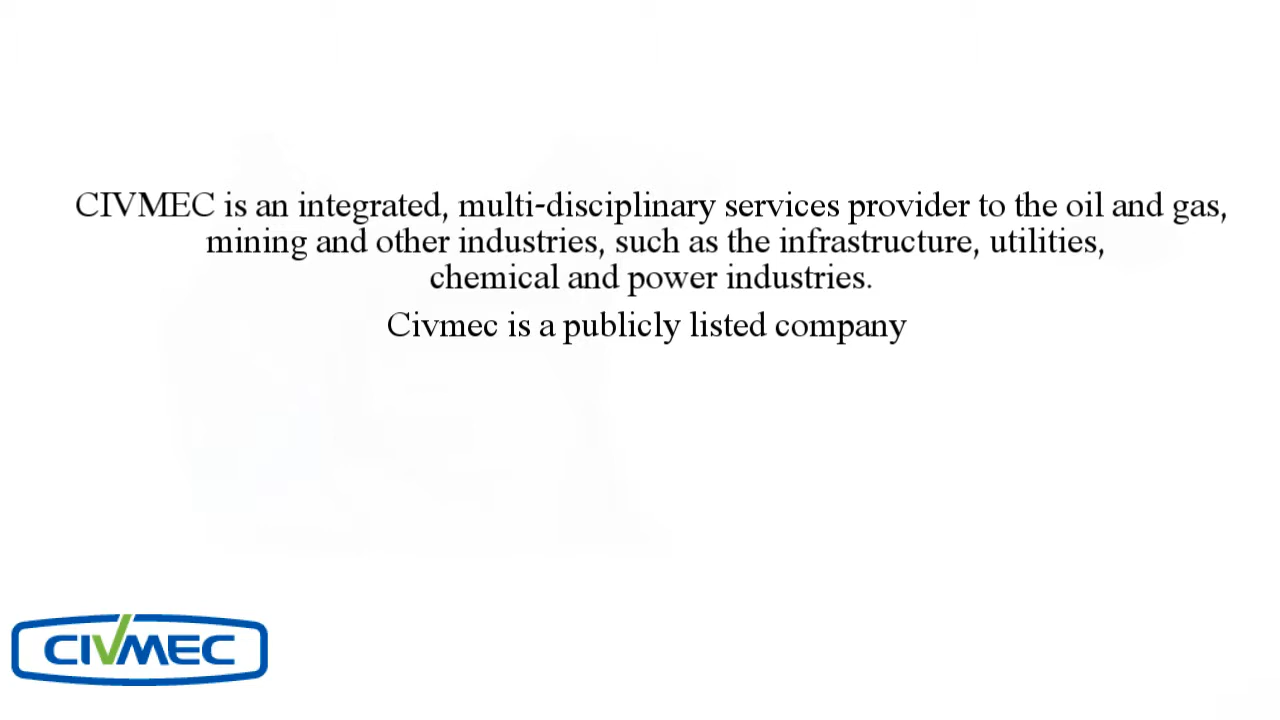 CIVMEC is an integrated, multi-disciplinary services provider to the oil and gas,
mining and other industries, such as the infrastructure, utilities,
chemical and power industries.
Civmec is a publicly listed company
CIVMEC